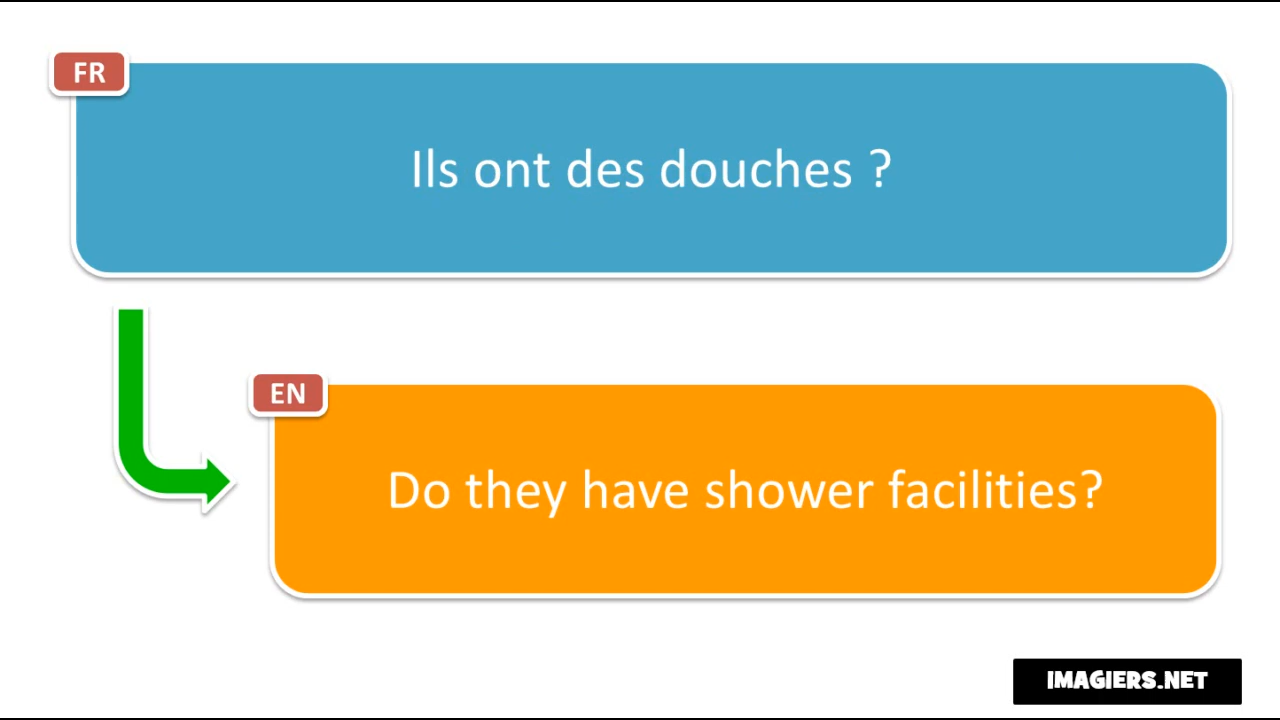 FR
Ils ont des douches ?
EN
Do they have shower facilities?
IMAGIERS.NET